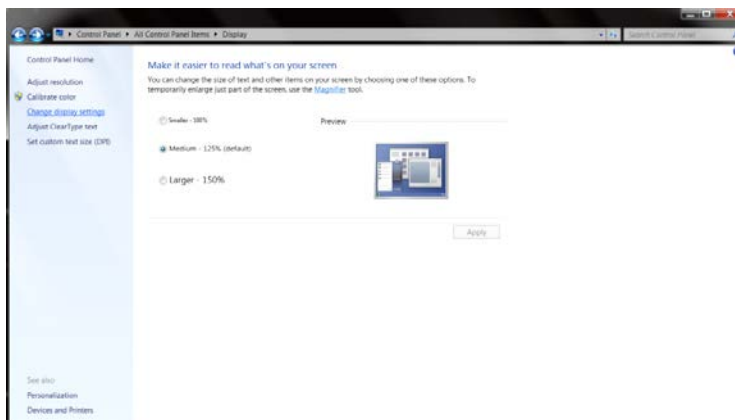 Control Panel ▸ All Control Panel Items ▸ Display
Search Control Panel
Control Panel Home
Adjust resolution
Calibrate color
Change display settings
Adjust ClearType text
Set custom text size (DPI)
Make it easier to read what's on your screen
You can change the size of text and other items on your screen by choosing one of these options. To
temporarily enlarge just part of the screen, use the Magnifier tool.
Smaller - 100%
Preview
Medium - 125% (default)
Larger - 150%
Apply
See also
Personalization
Devices and Printers